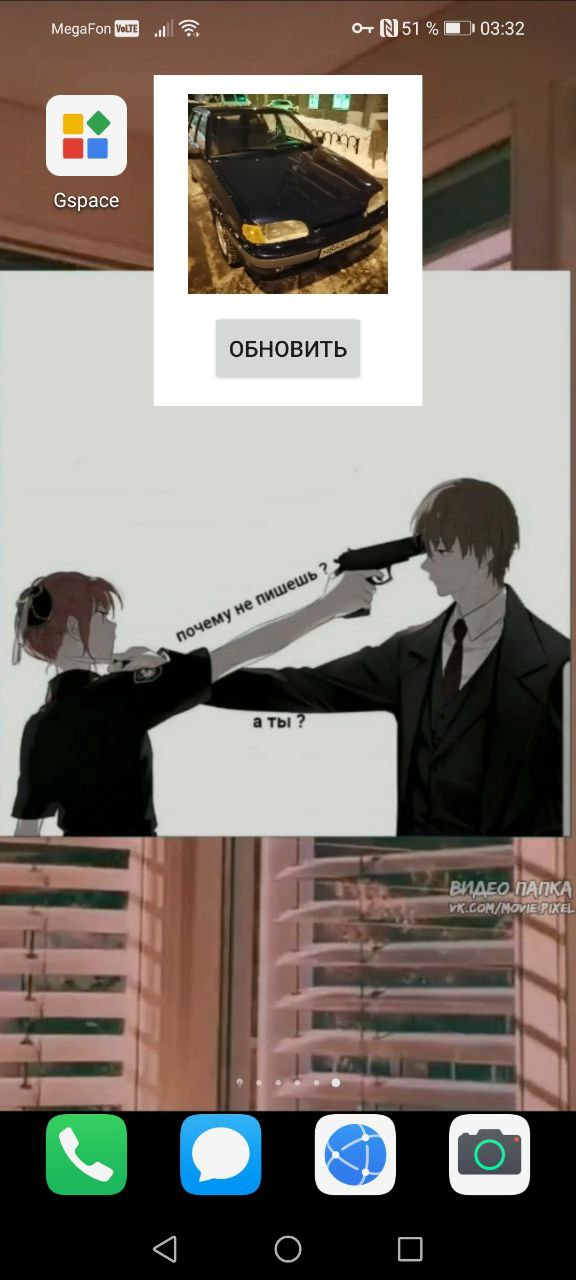 MegaFon VoLTE 51 % 03:32
Gspace
ОБНОВИТЬ
почему не пишешь ?
а ты ?
ВИДЕО ПАПКА
VK.COM/MOVIE.PIXEL